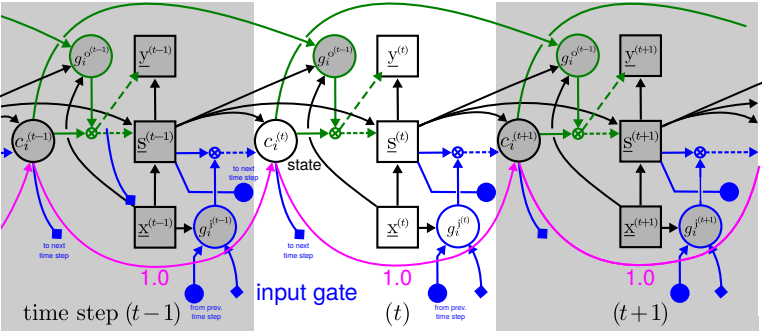 g_i^{o^{(t−1)}} y^{(t−1)} g_i^{o^{(t)}} y^{(t)} g_i^{o^{(t+1)}} y^{(t+1)}
c_i^{(t−1)} s^{(t−1)} c_i^{(t)} s^{(t)} c_i^{(t+1)} s^{(t+1)}
state
to next
time step
x^{(t−1)} g_i^{j^{(t−1)}} x^{(t)} g_i^{j^{(t)}} x^{(t+1)} g_i^{j^{(t+1)}}
to next
time step
to next
time step
1.0 1.0 1.0
input gate
from prev.
time step
from prev.
time step
time step (t−1) (t) (t+1)